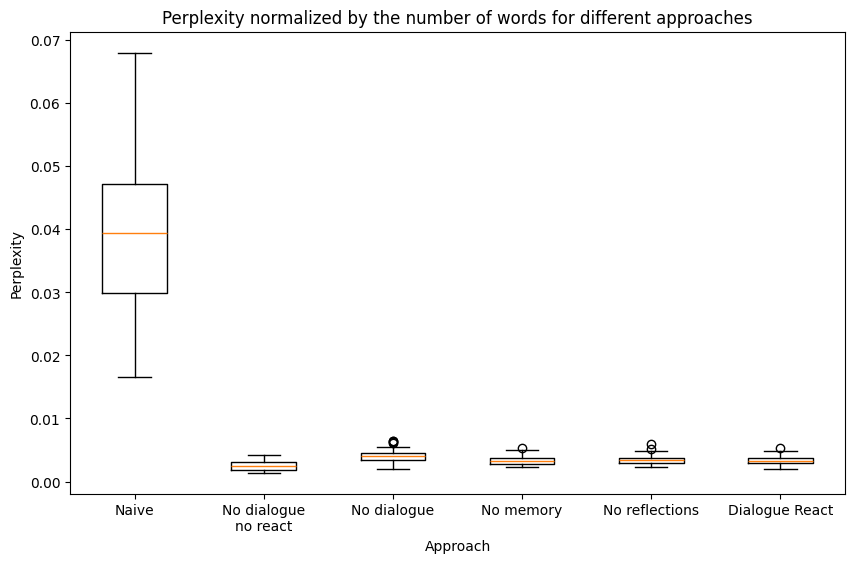 Perplexity normalized by the number of words for different approaches
0.07
0.06
0.05
0.04
0.03
0.02
0.01
0.00
Perplexity
Naive
No dialogue
no react
No dialogue
No memory
No reflections
Dialogue React
Approach